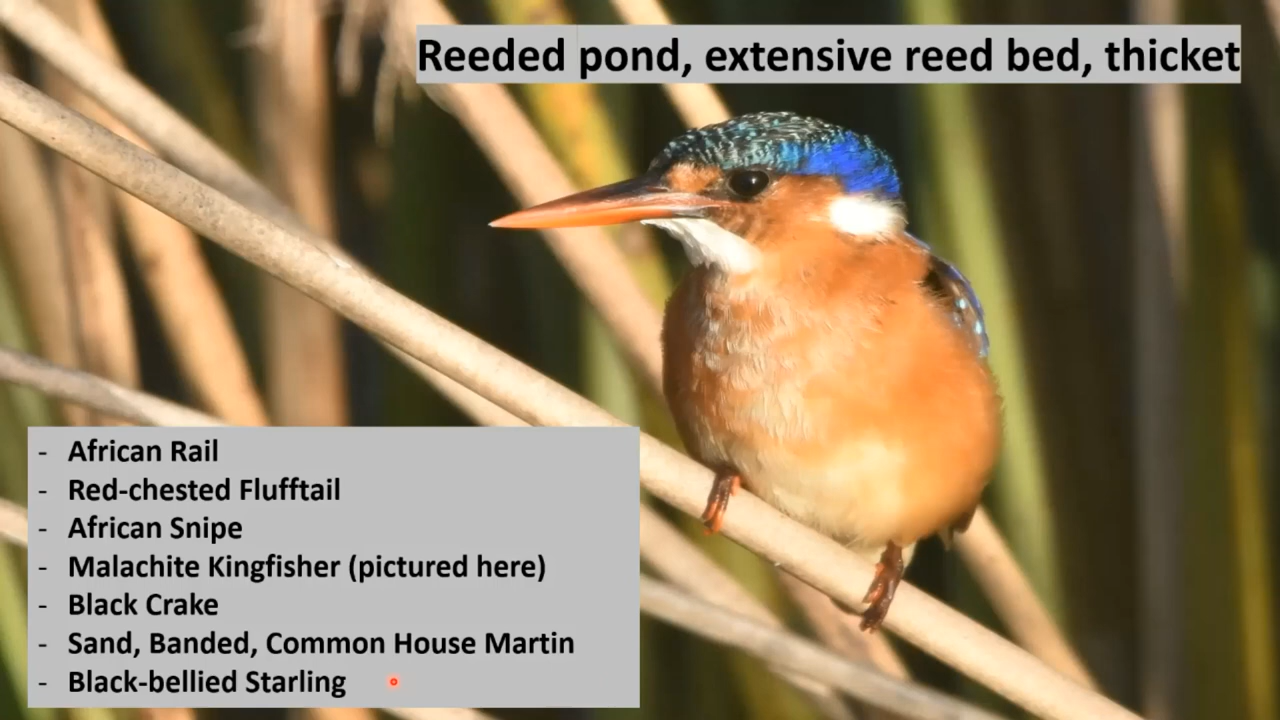 Reeded pond, extensive reed bed, thicket
- African Rail
- Red-chested Flufftail
- African Snipe
- Malachite Kingfisher (pictured here)
- Black Crake
- Sand, Banded, Common House Martin
- Black-bellied Starling